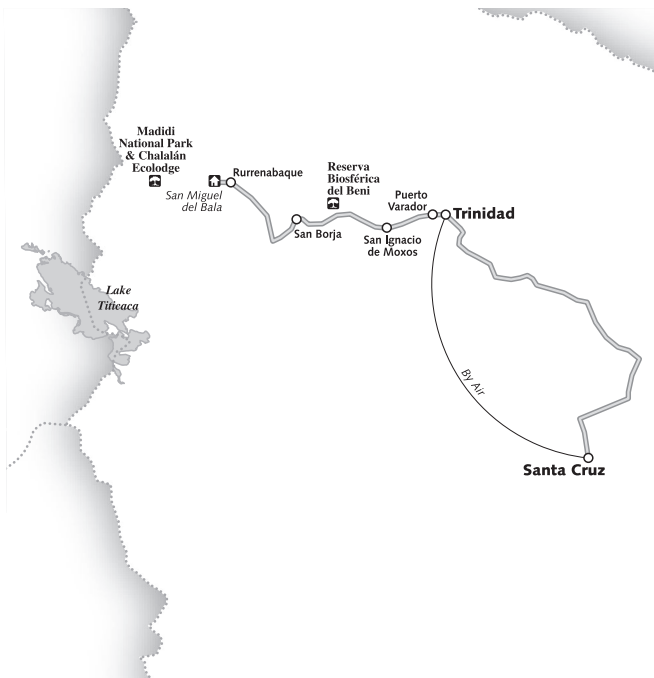 Madidi
National Park
& Chalalán
Ecolodge
Rurrenabaque
San Miguel
del Bala
Reserva
Biosférica
del Beni
San Borja
Puerto
Varador
Trinidad
San Ignacio
de Moxos
Lake
Titicaca
By Air
Santa Cruz